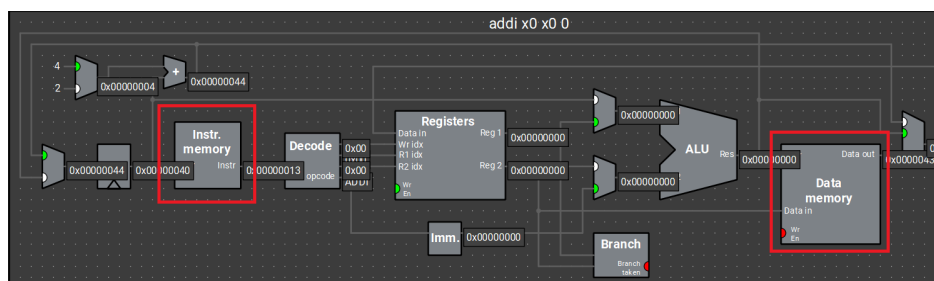 addi x0 x0 0
4
2
0x00000004
+
0x00000044
Instr.
memory
Instr
Decode
opcode
0x00
0x00
ADDI
Registers
Data in
Wr idx
R1 idx
R2 idx
Wr
En
Reg 1
Reg 2
0x00000000
0x00000000
0x00000000
0x00000000
ALU
Res
0x00000000
Data out
Data
memory
Data in
Wr
En
0x00000044
0x00000040
0x00000013
Imm.
0x00000000
Branch
Branch
taken